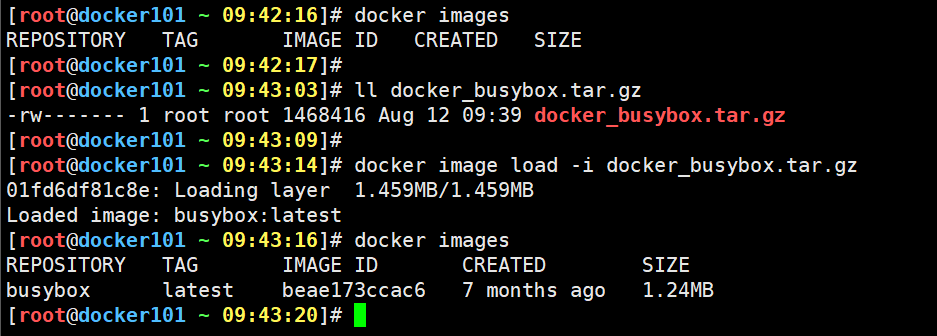 [root@docker101 ~ 09:42:16]# docker images
REPOSITORY   TAG       IMAGE ID   CREATED   SIZE
[root@docker101 ~ 09:42:17]#
[root@docker101 ~ 09:43:03]# ll docker_busybox.tar.gz
-rw------- 1 root root 1468416 Aug 12 09:39 docker_busybox.tar.gz
[root@docker101 ~ 09:43:09]#
[root@docker101 ~ 09:43:14]# docker image load -i docker_busybox.tar.gz
01fd6df81c8e: Loading layer  1.459MB/1.459MB
Loaded image: busybox:latest
[root@docker101 ~ 09:43:16]# docker images
REPOSITORY   TAG       IMAGE ID       CREATED        SIZE
busybox      latest    beae173ccac6   7 months ago   1.24MB
[root@docker101 ~ 09:43:20]#